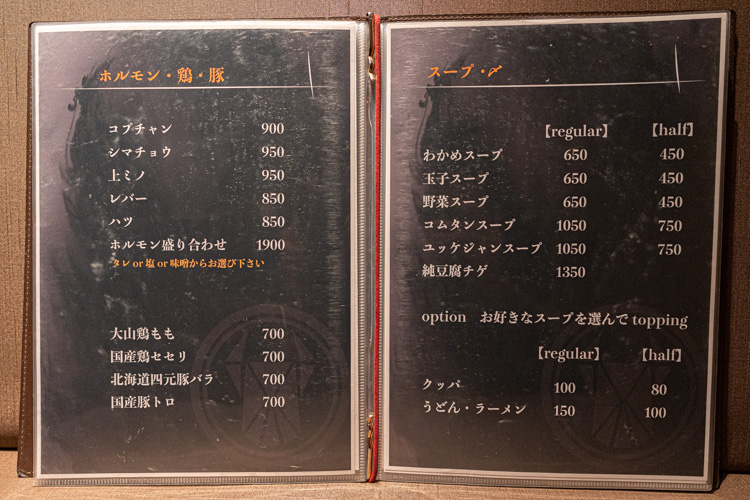 ホルモン・鶏・豚
コプチャン 900
シマチョウ 950
上ミノ 950
レバー 850
ハツ 850
ホルモン盛り合わせ 1900
タレ or 塩 or 味噌からお選び下さい
大山鶏もも 700
国産鶏セセリ 700
北海道四元豚バラ 700
国産豚トロ 700
スープ・〆
【regular】 【half】
わかめスープ 650 450
玉子スープ 650 450
野菜スープ 650 450
コムタンスープ 1050 750
ユッケジャンスープ 1050 750
純豆腐チゲ 1350
option お好きなスープを選んで topping
【regular】 【half】
クッパ 100 80
うどん・ラーメン 150 100